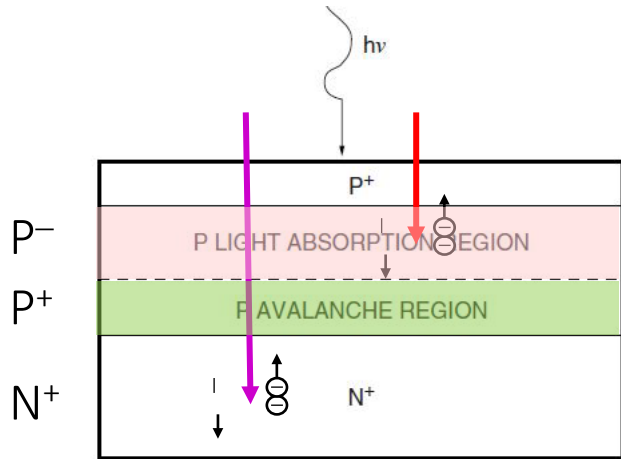 hν
P⁺
P⁻
P LIGHT ABSORPTION REGION
P⁺
P AVALANCHE REGION
N⁺
N⁺